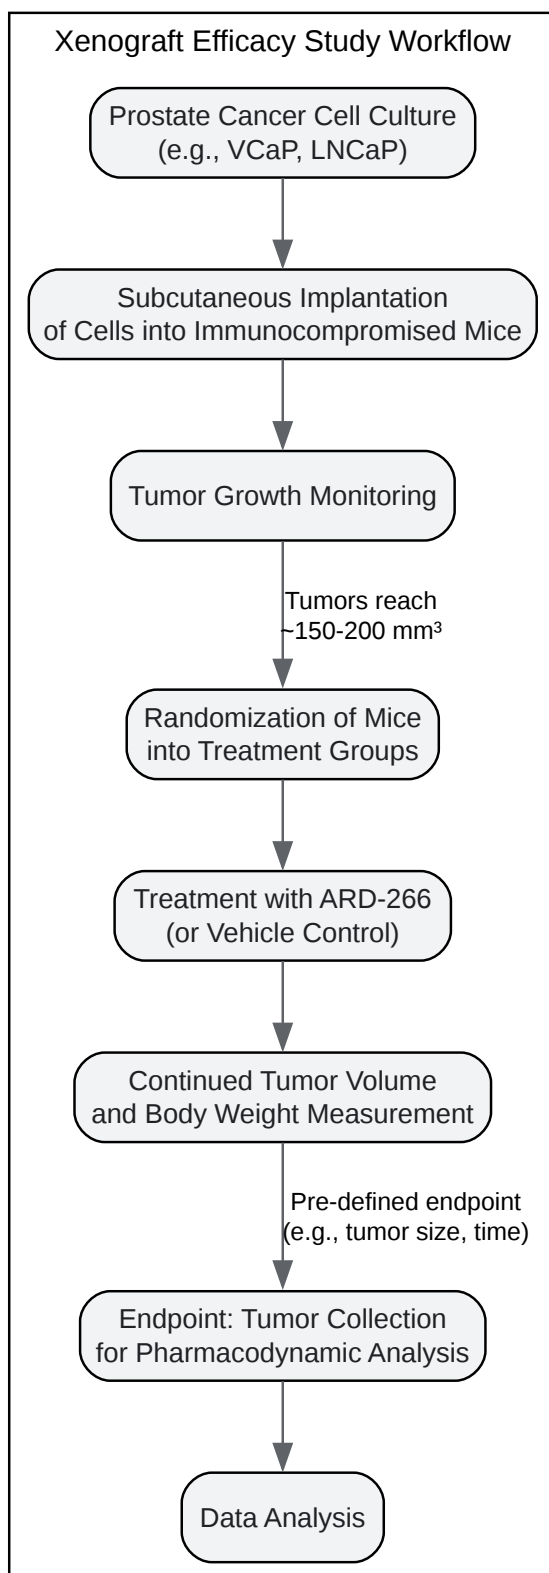 Xenograft Efficacy Study Workflow
Prostate Cancer Cell Culture
(e.g., VCaP, LNCaP)
Subcutaneous Implantation
of Cells into Immunocompromised Mice
Tumor Growth Monitoring
Tumors reach
~150-200 mm³
Randomization of Mice
into Treatment Groups
Treatment with ARD-266
(or Vehicle Control)
Continued Tumor Volume
and Body Weight Measurement
Pre-defined endpoint
(e.g., tumor size, time)
Endpoint: Tumor Collection
for Pharmacodynamic Analysis
Data Analysis